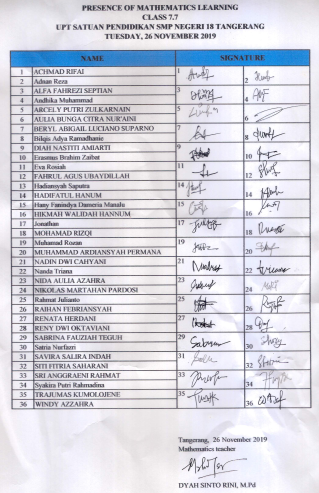 PRESENCE OF MATHEMATICS LEARNING
CLASS 7.7
UPT SATUAN PENDIDIKAN SMP NEGERI 18 TANGERANG
TUESDAY, 26 NOVEMBER 2019
NAME SIGNATURE
1 ACHMAD RIFAI 1
2 Adnan Reza 2
3 ALFA FAHREZI SEPTIAN 3
4 Andhika Muhammad 4
5 ARCELY PUTRI ZULKARNAIN 5
6 AULIA BUNGA CITRA NUR'AINI 6
7 BERYL ABIGAIL LUCIANO SUPARNO 7
8 Bilqis Adya Ramadhanie 8
9 DIAH NASTITI AMIARTI 9
10 Erasmus Brahim Zaibat 10
11 Eva Rosiah 11
12 FAHRUL AGUS UBAYDILLAH 12
13 Hadiansyah Saputra 13
14 HADIFATUL HANUM 14
15 Hany Fanindya Dameria Manalu 15
16 HIKMAH WALIDAH HANNUM 16
17 Jonathan 17
18 MOHAMAD RIZQI 18
19 Muhamad Rozan 19
20 MUHAMMAD ARDIANSYAH PERMANA 20
21 NADIN DWI CAHYANI 21
22 Nanda Triana 22
23 NIDA AULIA AZAHRA 23
24 NIKOLAS MARTAHAN PARDOSI 24
25 Rahmat Julianto 25
26 RAIHAN FEBRIANSYAH 26
27 RENATA HERDANI 27
28 RENY DWI OKTAVIANI 28
29 SABRINA FAUZIAH TEGUH 29
30 Satria Nurfazri 30
31 SAVIRA SALIRA INDAH 31
32 SITI FITRIA SAHARANI 32
33 SRI ANGGRAENI RAHMAT 33
34 Syakira Putri Rahmadina 34
35 TRAJUMAS KUMOLOJENE 35
36 WINDY AZZAHRA 36
Tangerang, 26 November 2019
Mathematics teacher
DYAH SINTO RINI, M.Pd